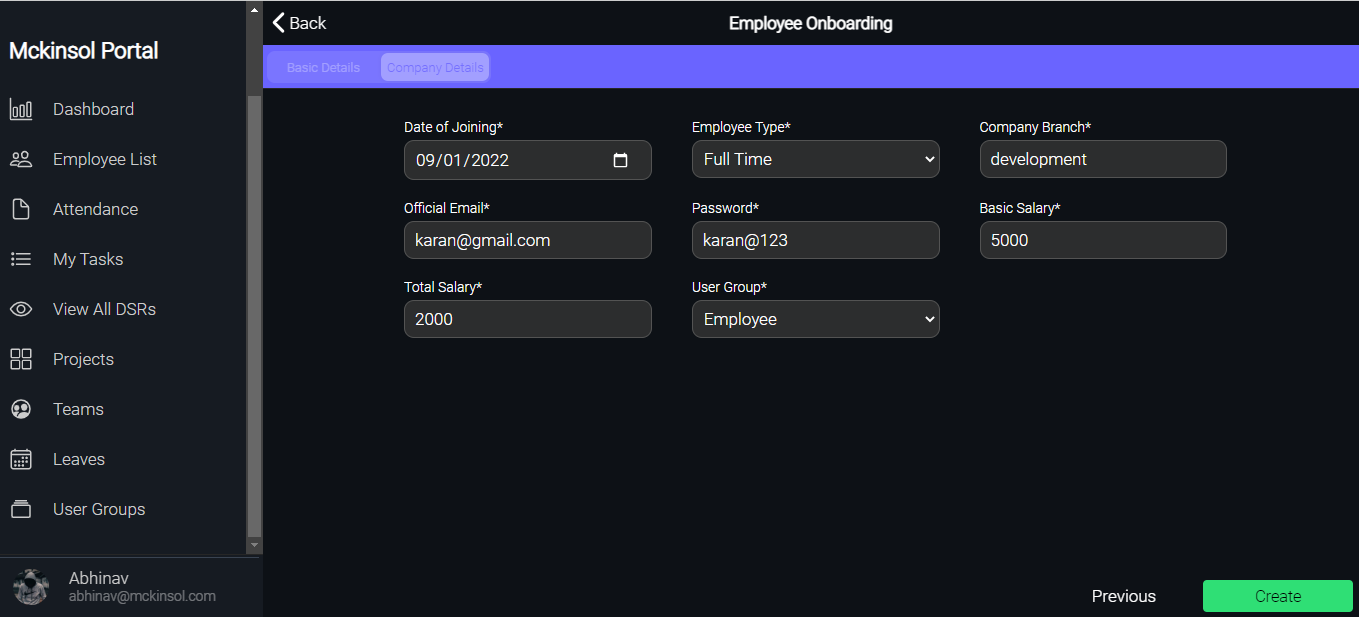 Mckinsol Portal
Dashboard
Employee List
Attendance
My Tasks
View All DSRs
Projects
Teams
Leaves
User Groups
Abhinav
abhinav@mckinsol.com
Back
Employee Onboarding
Basic Details
Company Details
Date of Joining*
09/01/2022
Employee Type*
Full Time
Company Branch*
development
Official Email*
karan@gmail.com
Password*
karan@123
Basic Salary*
5000
Total Salary*
2000
User Group*
Employee
Previous
Create